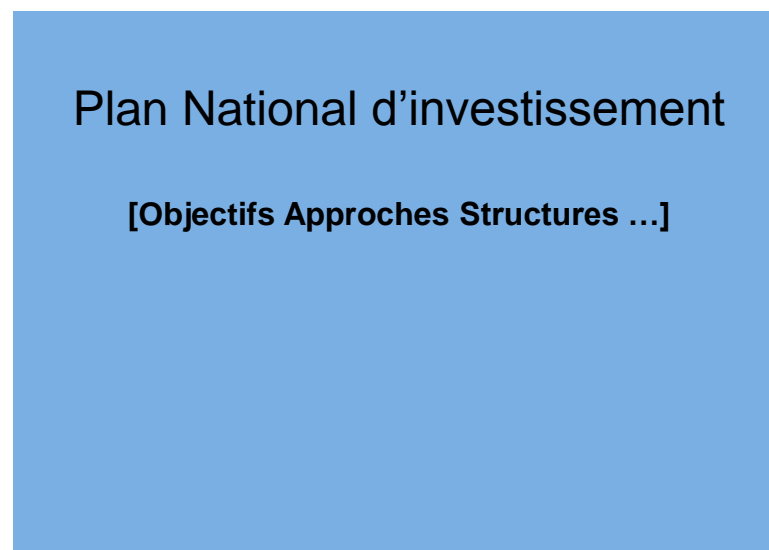 Plan National d’investissement
[Objectifs Approches Structures …]